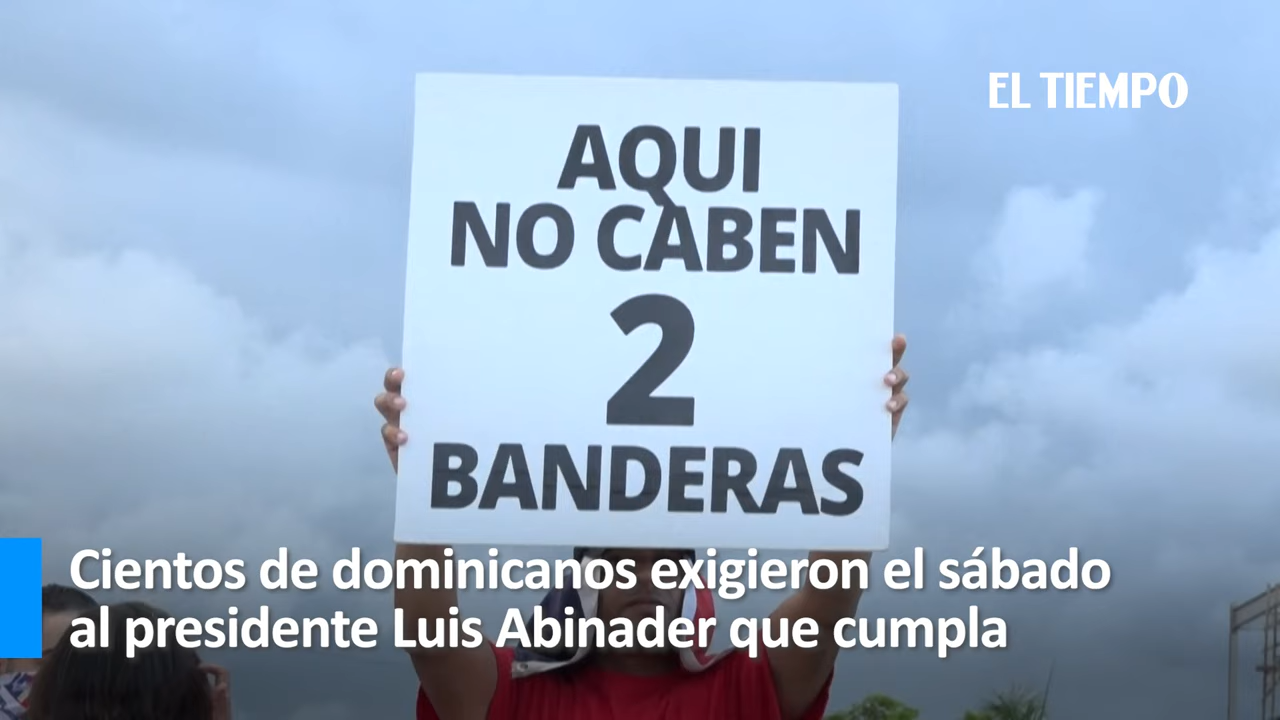 EL TIEMPO
AQUI
NO CABEN
2
BANDERAS
Cientos de dominicanos exigieron el sábado
al presidente Luis Abinader que cumpla